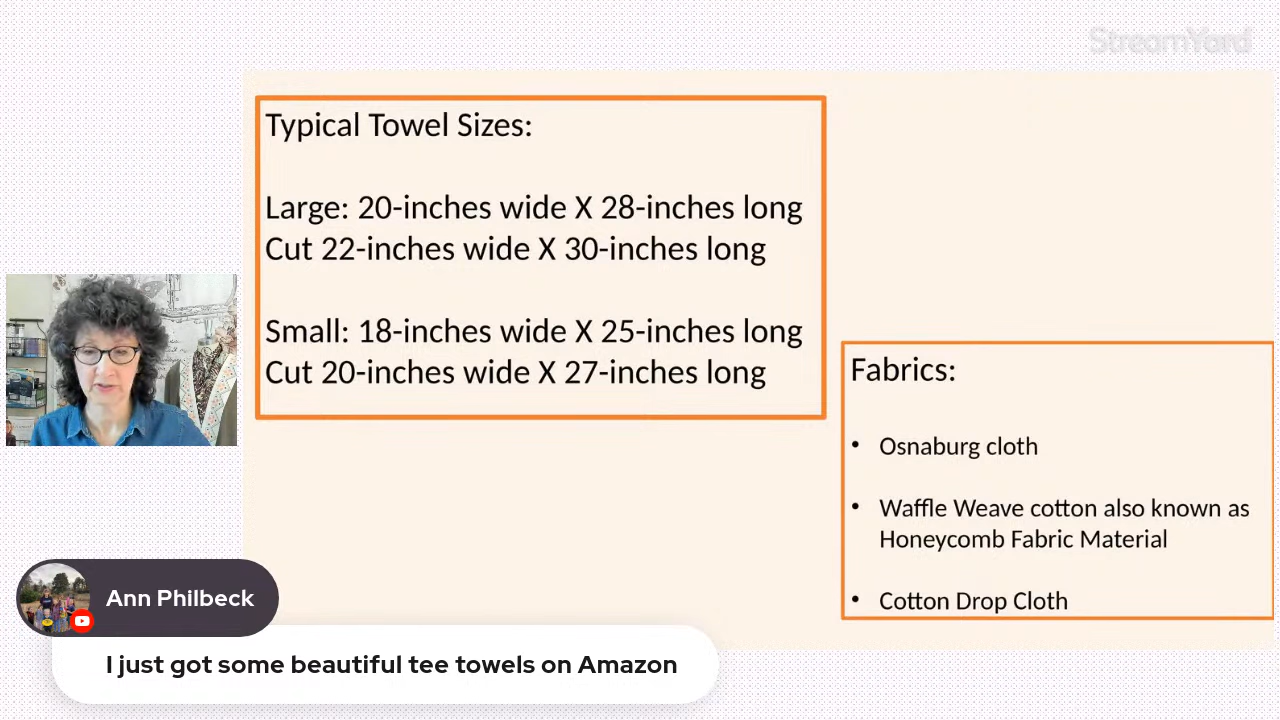 StreamYard
Typical Towel Sizes:
Large: 20-inches wide X 28-inches long
Cut 22-inches wide X 30-inches long
Small: 18-inches wide X 25-inches long
Cut 20-inches wide X 27-inches long
Fabrics:
• Osnaburg cloth
• Waffle Weave cotton also known as
Honeycomb Fabric Material
• Cotton Drop Cloth
Ann Philbeck
I just got some beautiful tee towels on Amazon